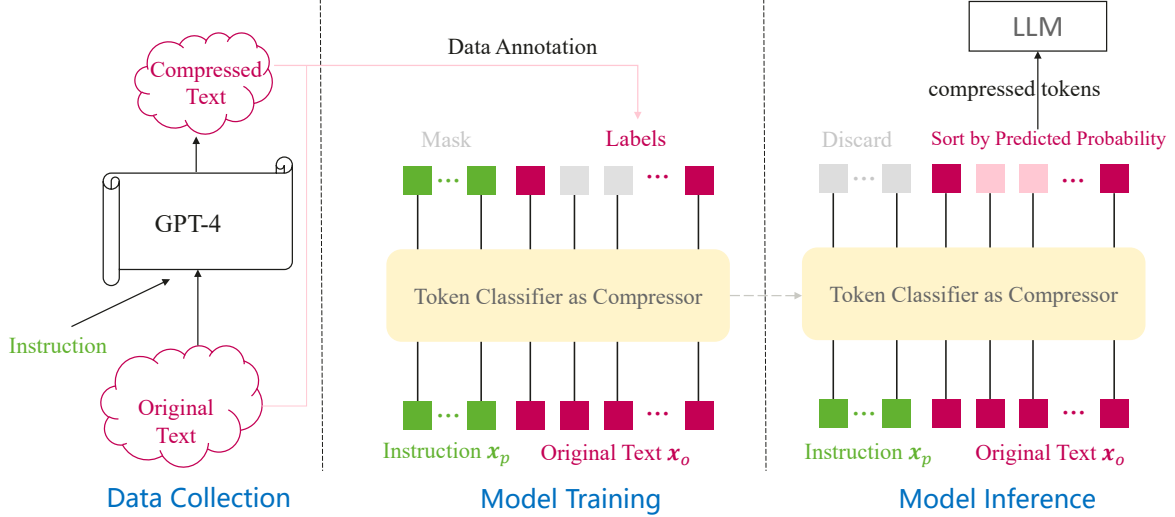 Compressed
Text
GPT-4
Instruction
Original
Text
Data Collection
Data Annotation
Mask
Labels
...
...
Token Classifier as Compressor
...
...
Instruction x_p
Original Text x_o
Model Training
LLM
compressed tokens
Discard
Sort by Predicted Probability
...
...
Token Classifier as Compressor
...
...
Instruction x_p
Original Text x_o
Model Inference